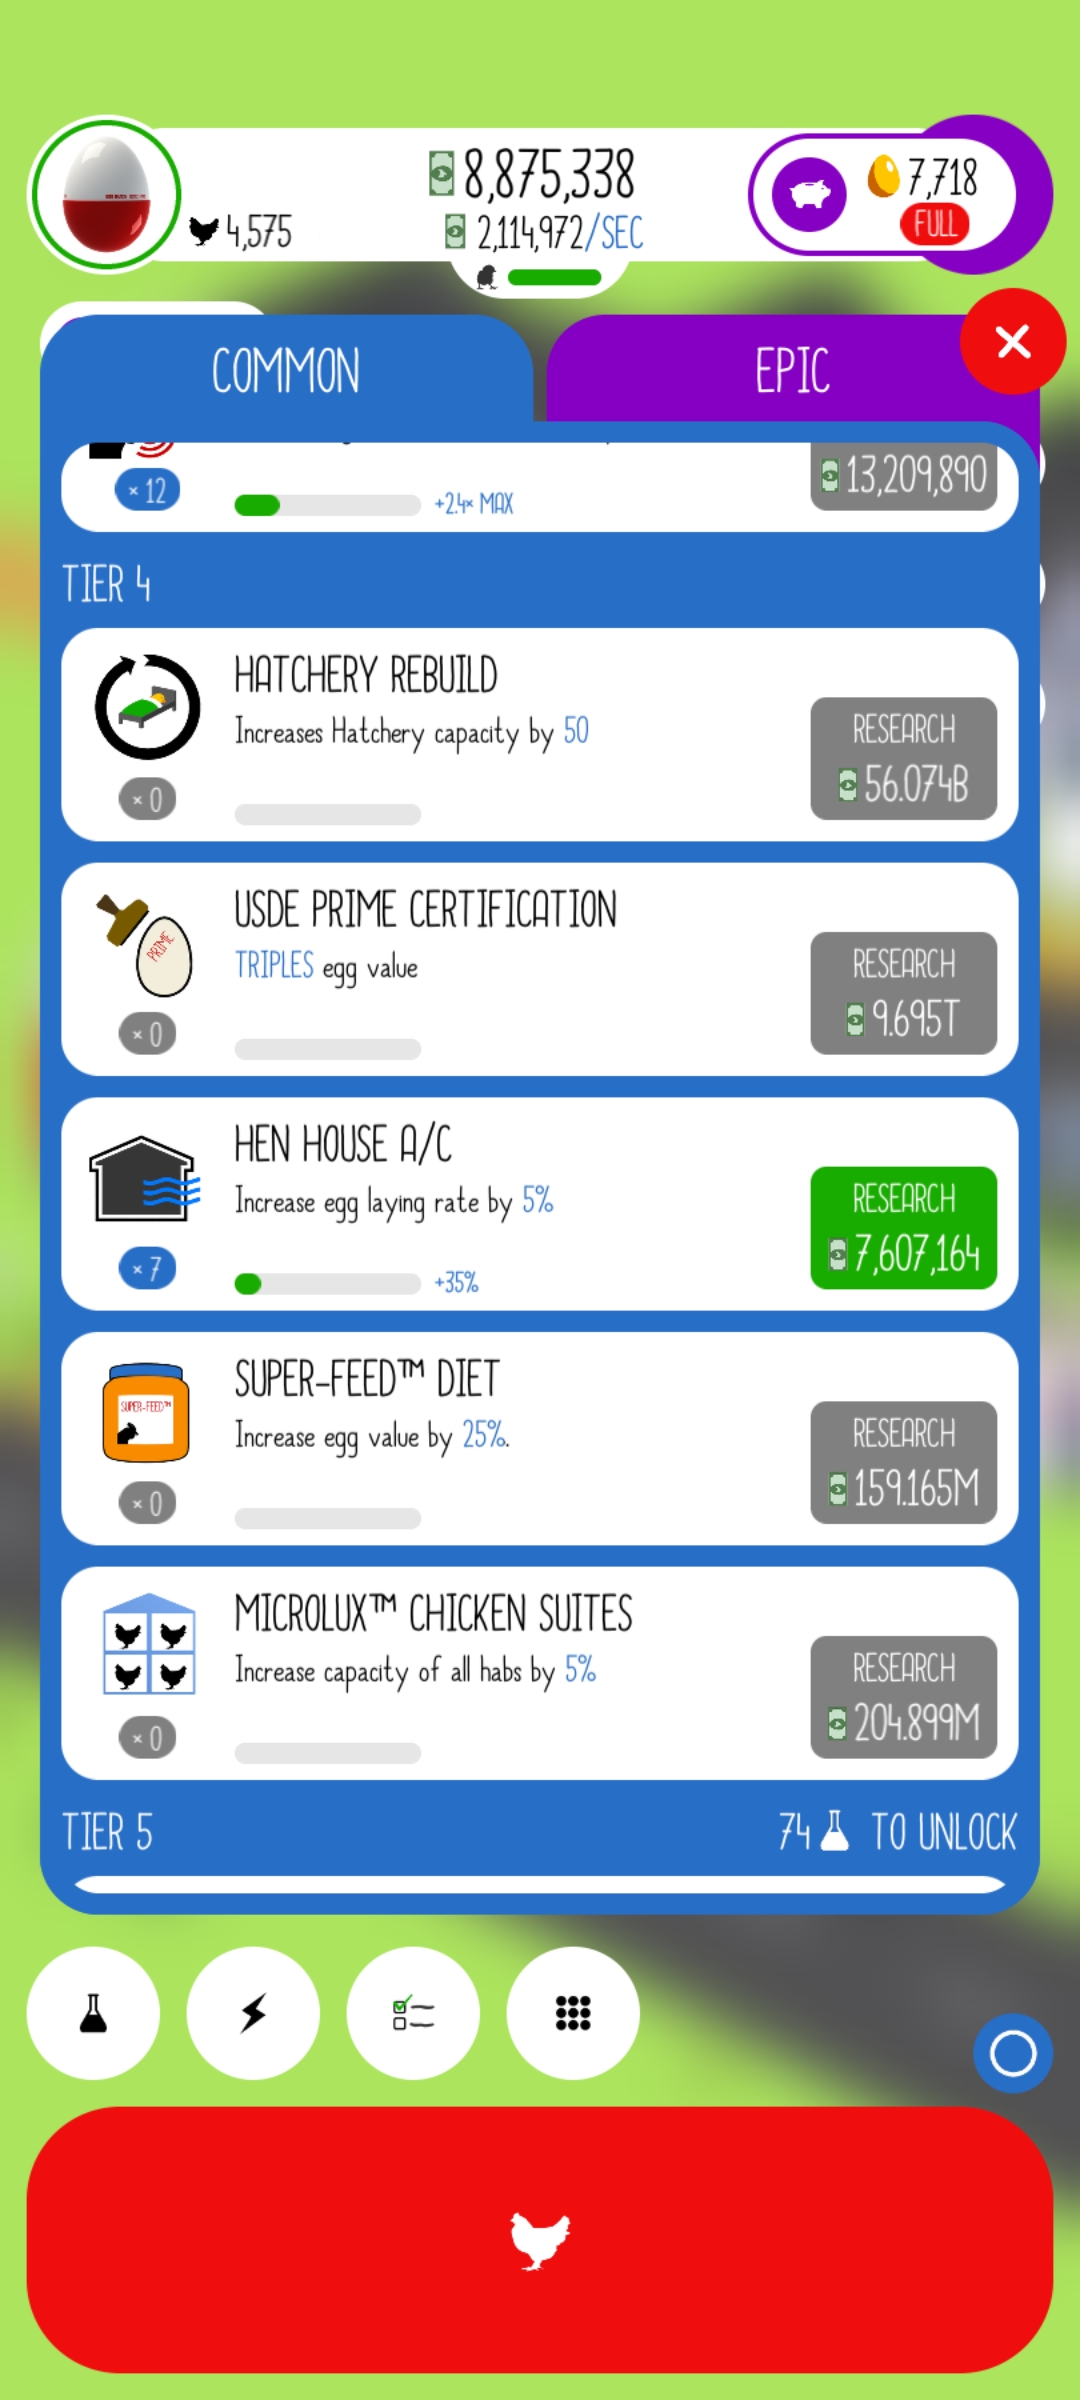 8,875,338
7,718
4,575
2,114,972/SEC
FULL
COMMON
EPIC
13,209,890
× 12
+2.4× MAX
TIER 4
HATCHERY REBUILD
Increases Hatchery capacity by 50
RESEARCH
56.074B
× 0
USDE PRIME CERTIFICATION
PRIME
TRIPLES egg value
RESEARCH
9.695T
× 0
HEN HOUSE A/C
Increase egg laying rate by 5%
RESEARCH
7,607,164
× 7
+35%
SUPER-FEED™ DIET
SUPER-FEED™
Increase egg value by 25%.
RESEARCH
159.165M
× 0
MICROLUX™ CHICKEN SUITES
Increase capacity of all habs by 5%
RESEARCH
204.899M
× 0
TIER 5
74 TO UNLOCK